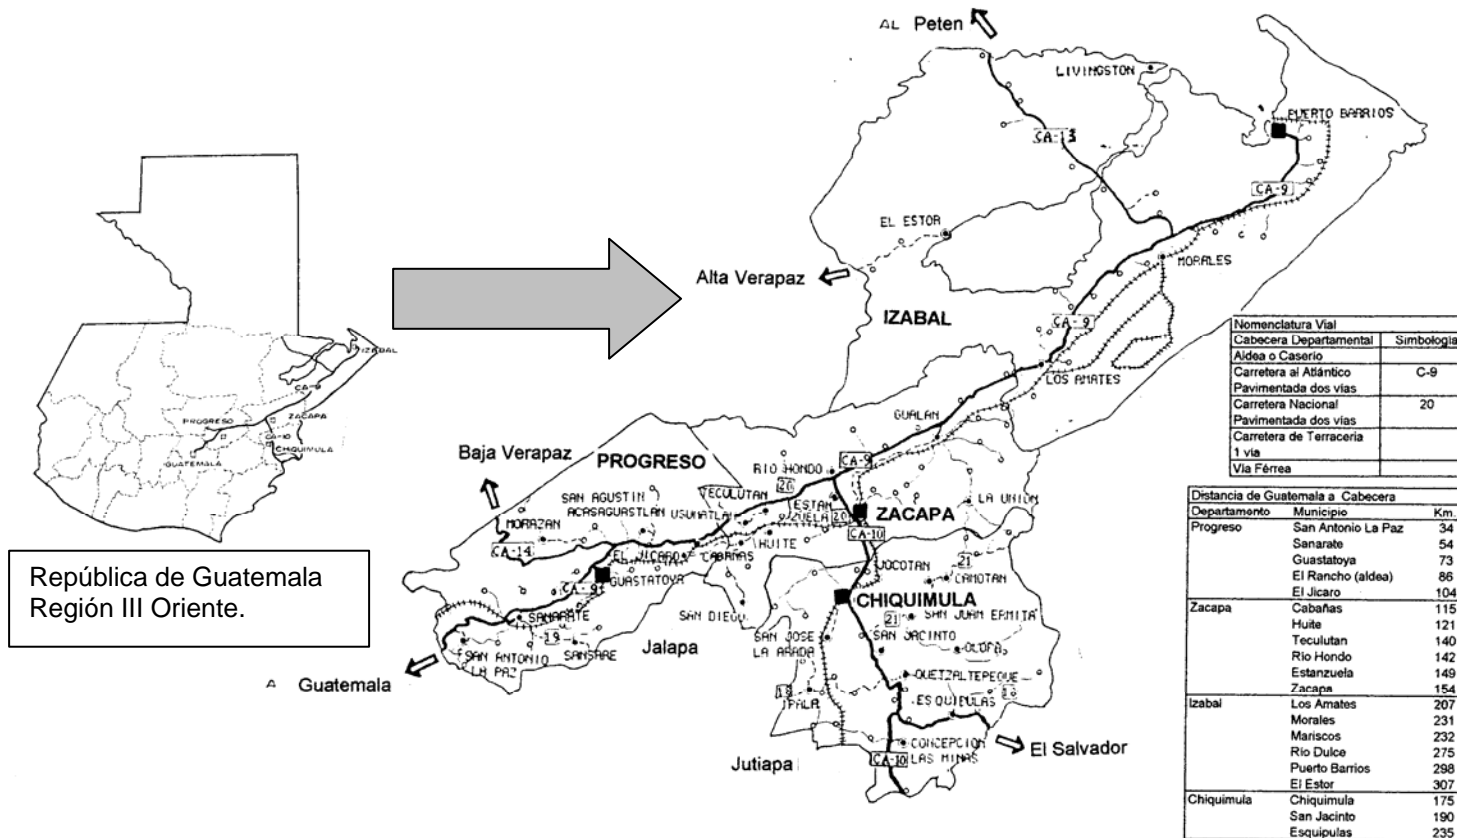 AL Peten
LIVINGSTON
PUERTO BARRIOS
CA-13
CA-9
EL ESTOR
MORALES
Alta Verapaz
IZABAL
CA-9
LOS AMATES
GUALAN
CA-9
RIO HONDO
Baja Verapaz
PROGRESO
20
TECULUTAN
USUMATLAN
SAN AGUSTIN
ACASAGUASTLAN
ESTAN
ZUELA
20
LA UNION
ZACAPA
MORAZAN
CA-14
CA-10
EL JICARO
CABAÑAS
HUITE
GUASTATOYA
CA-9
JOCOTAN
21
CAMOTAN
CHIQUIMULA
SANARATE
SAN DIEGO
21
SAN JUAN ERMITA
19
SANSARE
Jalapa
SAN JOSE
LA ARADA
SAN JACINTO
OLOPA
SAN ANTONIO
LA PAZ
A Guatemala
QUETZALTEPEQUE
18
IPALA
ESQUIPULAS
El Salvador
CONCEPCION
LAS MINAS
CA-10
Jutiapa
IZABAL
CA-9
PROGRESO
ZACAPA
CA-10
CHIQUIMULA
GUATEMALA
República de Guatemala
Región III Oriente.
Nomenclatura Vial
Cabecera Departamental Simbologia
Aldea o Caserio
Carretera al Atlántico C-9
Pavimentada dos vias
Carretera Nacional 20
Pavimentada dos vias
Carretera de Terraceria
1 via
Via Férrea
Distancia de Guatemala a Cabecera
Departamento Municipio Km.
Progreso San Antonio La Paz 34
Sanarate 54
Guastatoya 73
El Rancho (aldea) 86
El Jicaro 104
Zacapa Cabañas 115
Huite 121
Teculutan 140
Rio Hondo 142
Estanzuela 149
Zacapa 154
Izabal Los Amates 207
Morales 231
Mariscos 232
Rio Dulce 275
Puerto Barrios 298
El Estor 307
Chiquimula Chiquimula 175
San Jacinto 190
Esquipulas 235